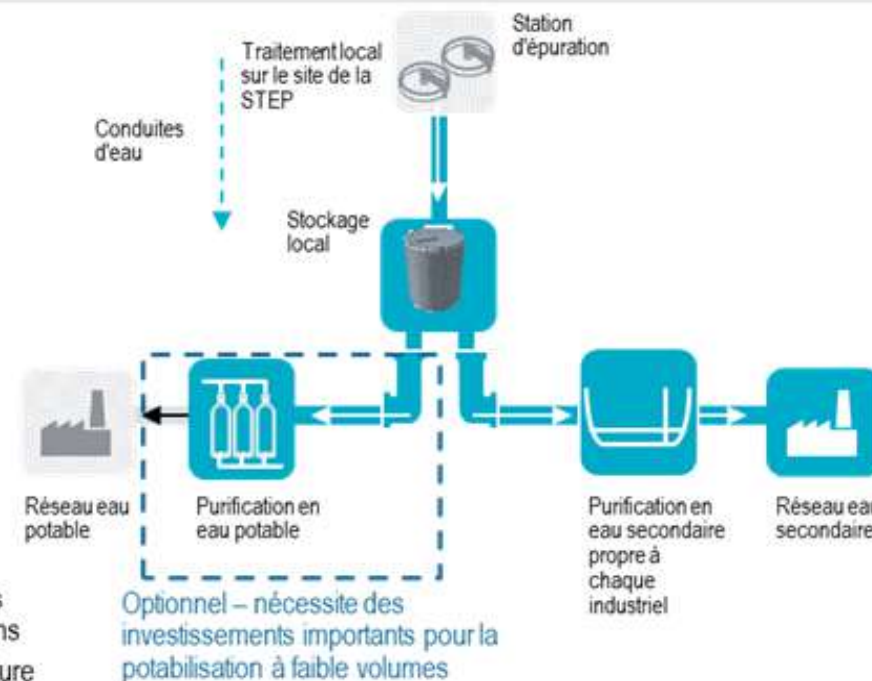 Station
d'épuration
Traitement local
sur le site de la
STEP
Conduites
d'eau
Stockage
local
Réseau eau
potable
Purification en
eau potable
Purification en
eau secondaire
propre à
chaque
industriel
Réseau eau
secondaire
Optionnel – nécessite des
investissements importants pour la
potabilisation à faible volumes